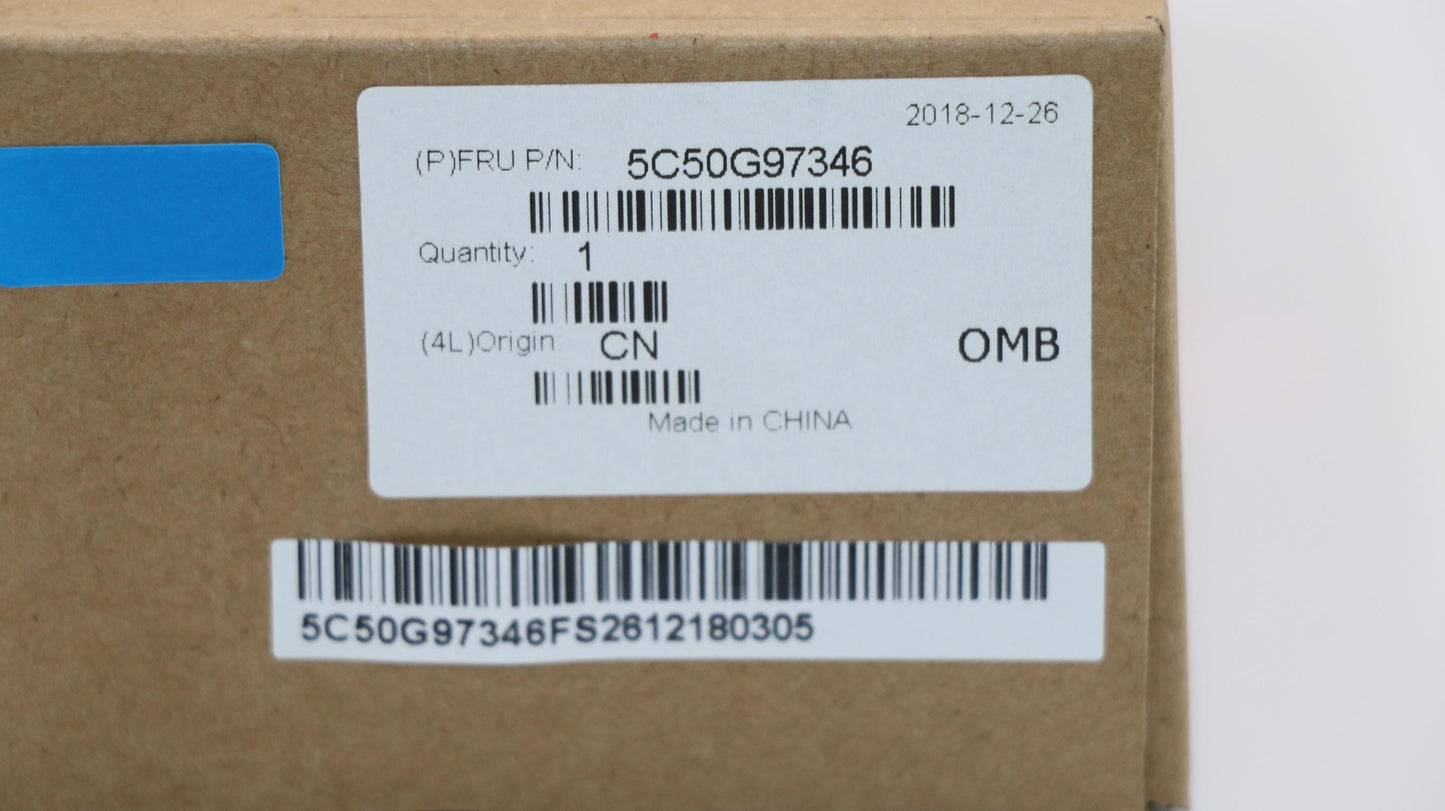 2018-12-26
(P)FRU P/N: 5C50G97346
Quantity: 1
(4L)Origin: CN
OMB
Made in CHINA
5C50G97346FS2612180305